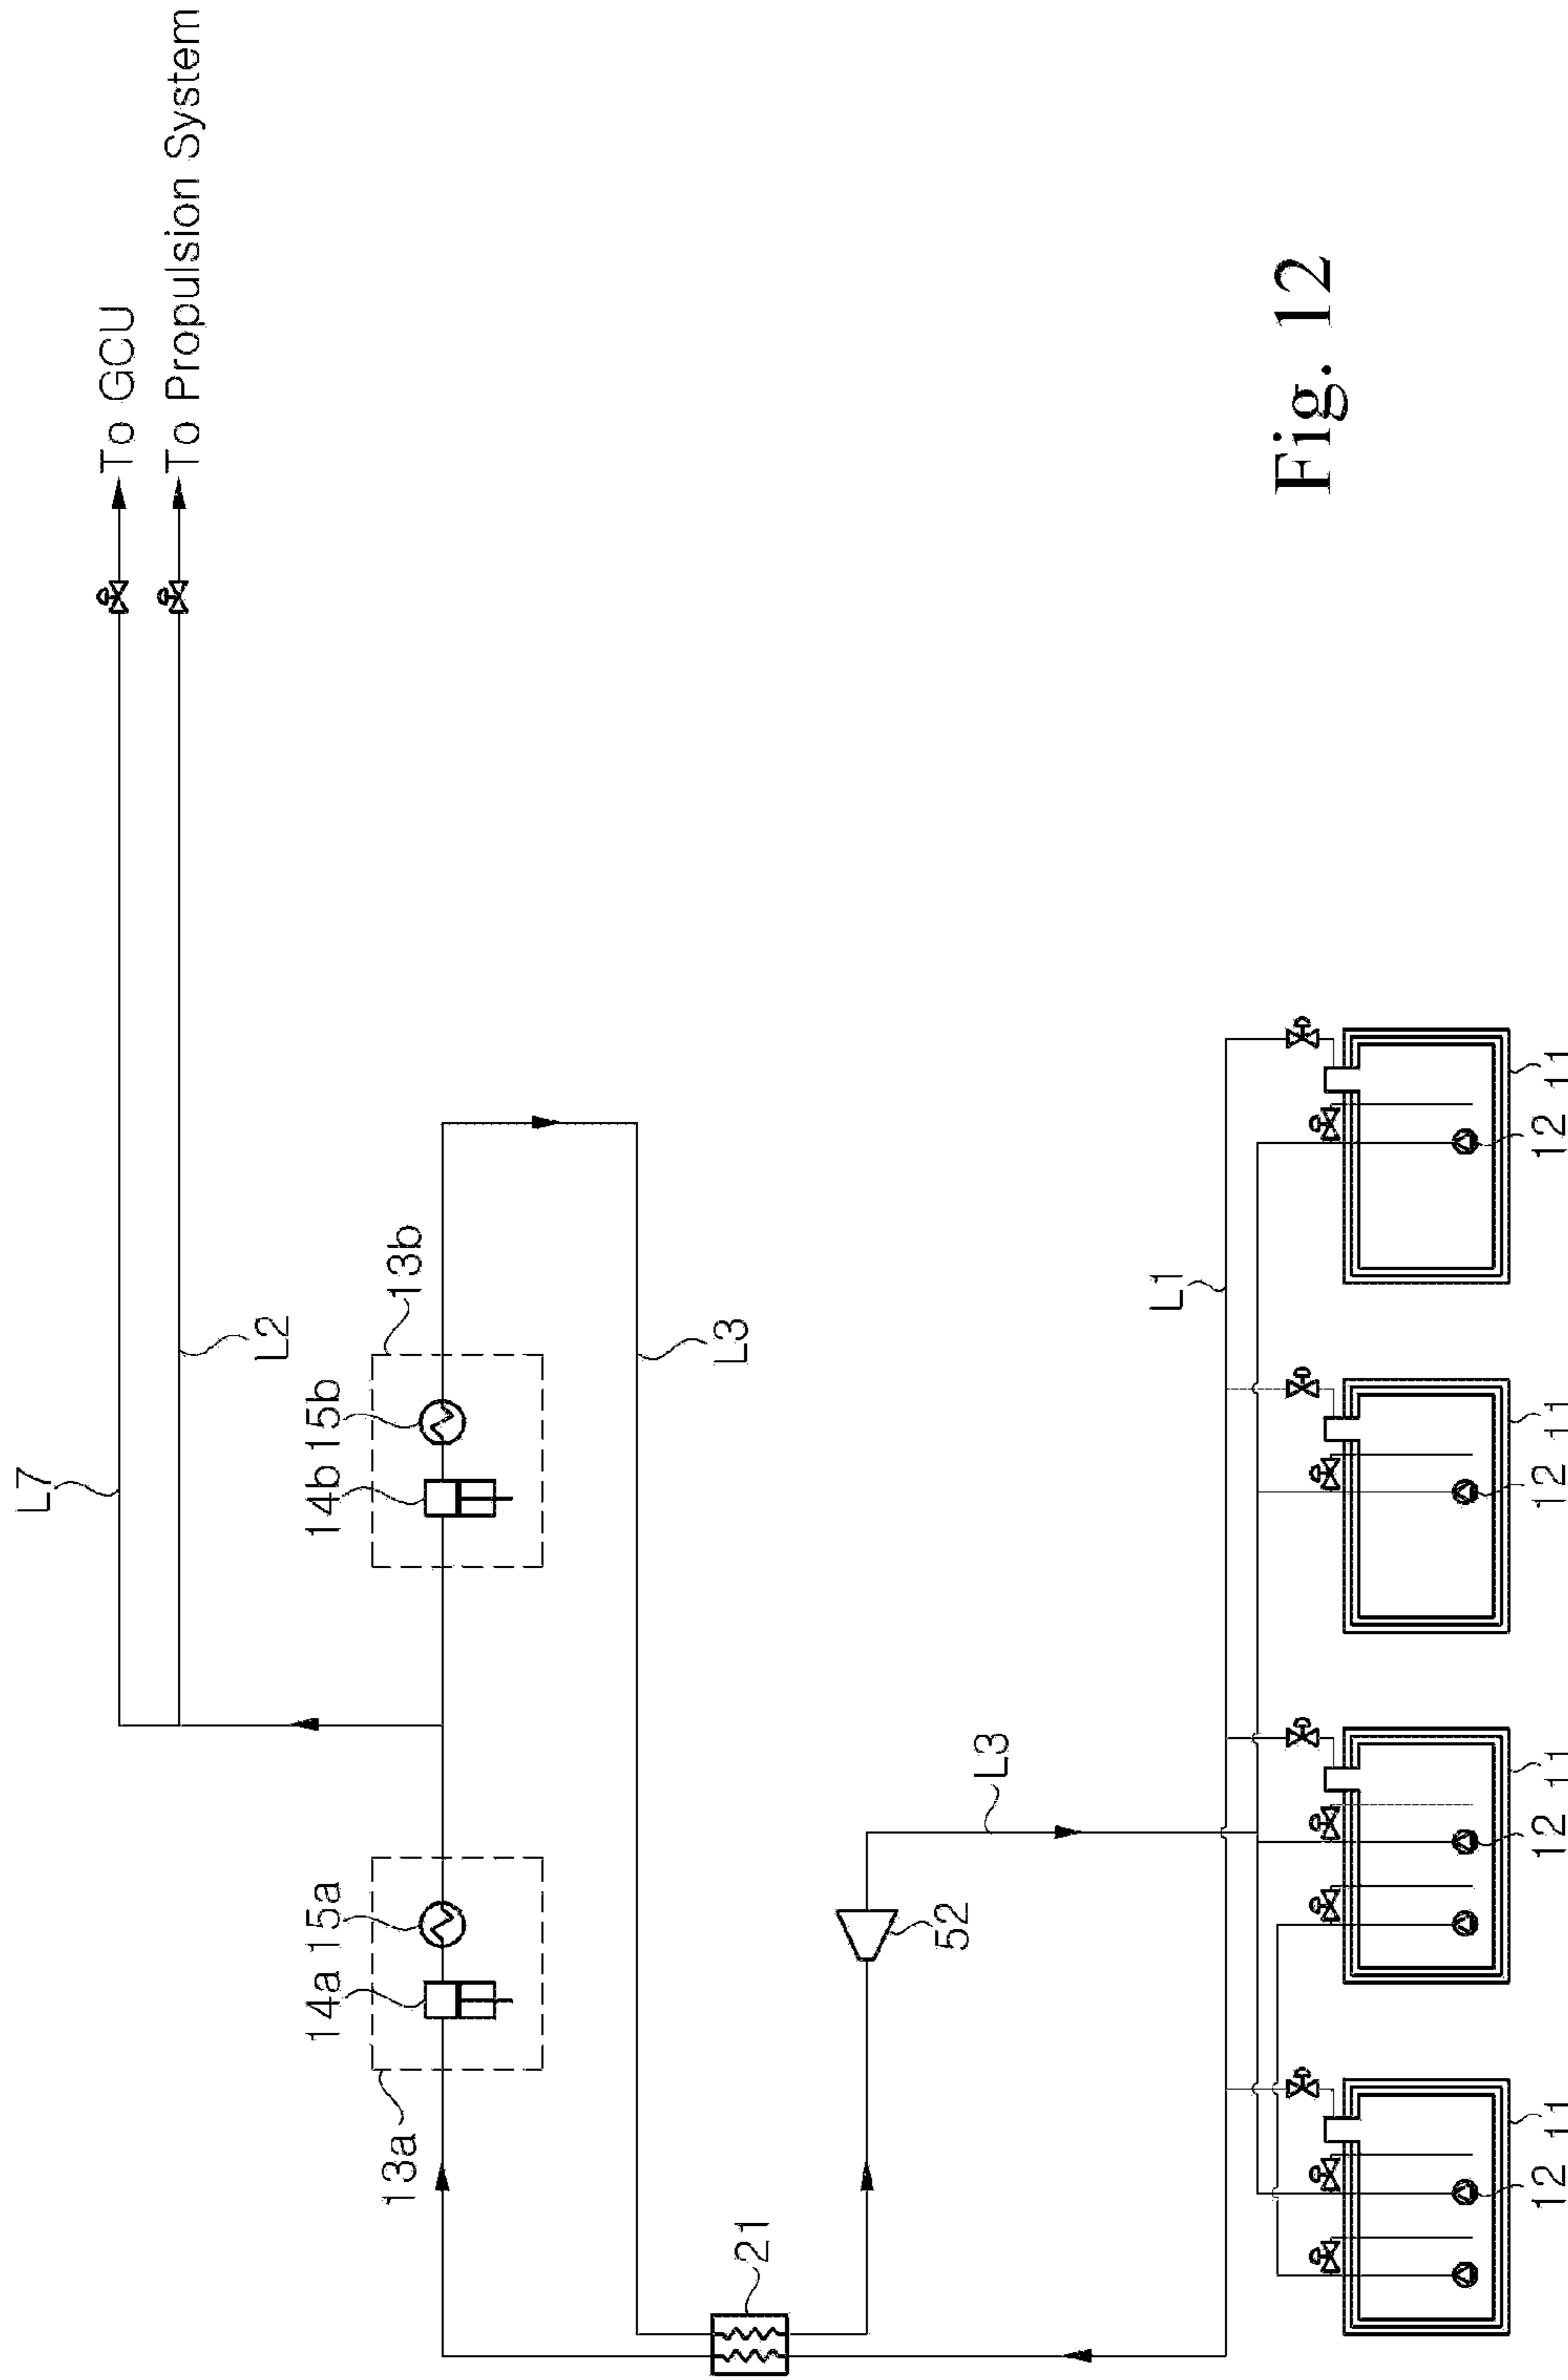 To GCU
To Propulsion System
L7
L2
13b
14b
15b
L3
14a
15a
13a
L3
52
21
L1
Fig. 12
12
11
12
11
12
11
12
11